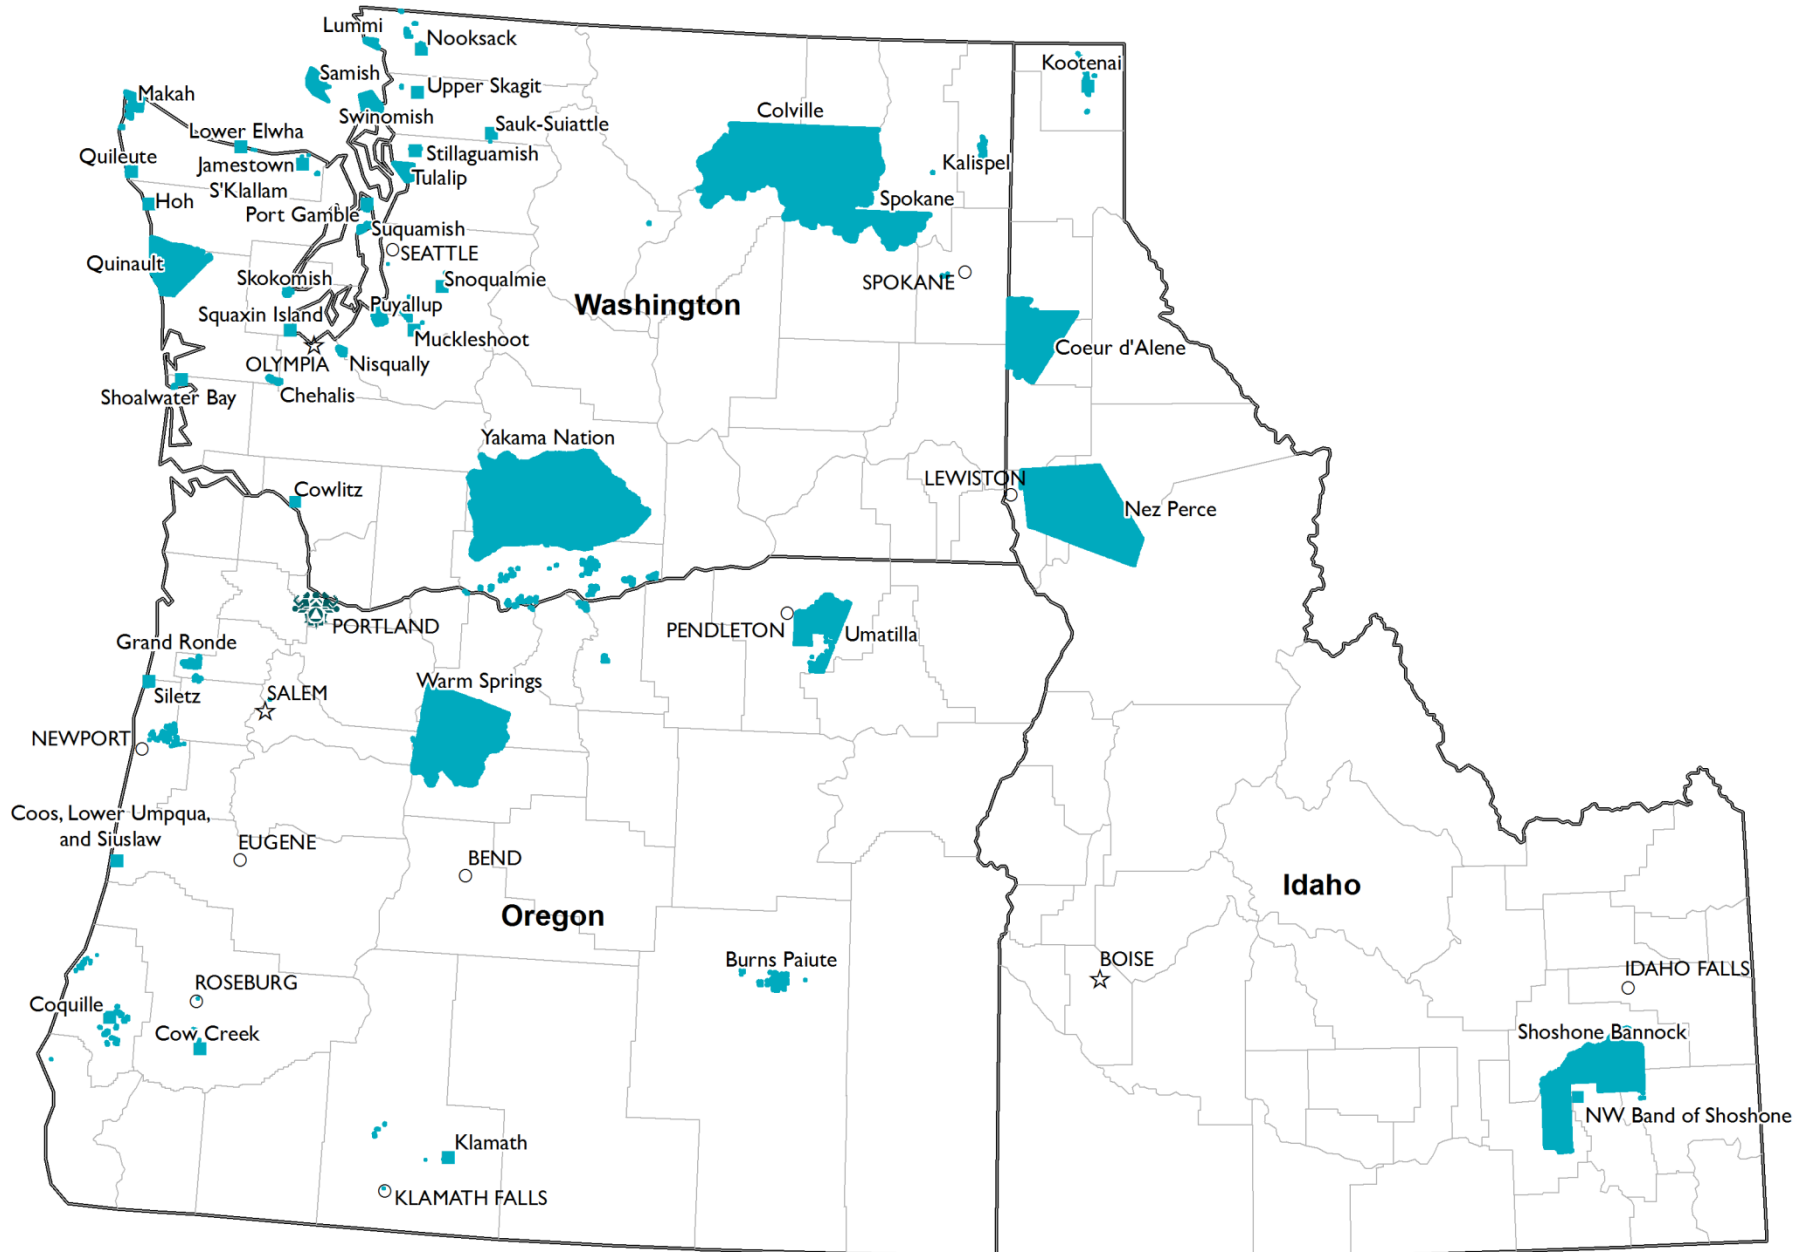 Lummi
Nooksack
Kootenai
Samish
Upper Skagit
Makah
Swinomish
Colville
Lower Elwha
Sauk-Suiattle
Quileute
Jamestown
S'Klallam
Stillaguamish
Kalispel
Tulalip
Hoh
Port Gamble
Spokane
Suquamish
SEATTLE
Quinault
Skokomish
Snoqualmie
SPOKANE
Squaxin Island
Puyallup
Washington
Muckleshoot
OLYMPIA
Nisqually
Coeur d'Alene
Shoalwater Bay
Chehalis
Yakama Nation
Cowlitz
LEWISTON
Nez Perce
PORTLAND
PENDLETON
Umatilla
Grand Ronde
Siletz
SALEM
Warm Springs
NEWPORT
Coos, Lower Umpqua,
and Siuslaw
EUGENE
BEND
Idaho
Oregon
Burns Paiute
BOISE
IDAHO FALLS
ROSEBURG
Coquille
Cow Creek
Shoshone Bannock
NW Band of Shoshone
Klamath
KLAMATH FALLS